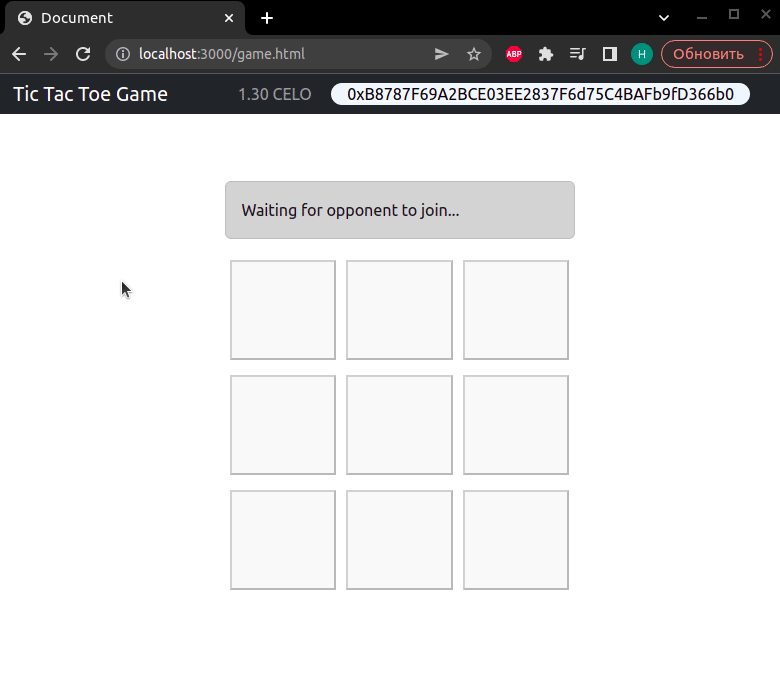 Document
localhost:3000/game.html
ABP
H
Обновить
Tic Tac Toe Game
1.30 CELO
0xB8787F69A2BCE03EE2837F6d75C4BAFb9fD366b0
Waiting for opponent to join...